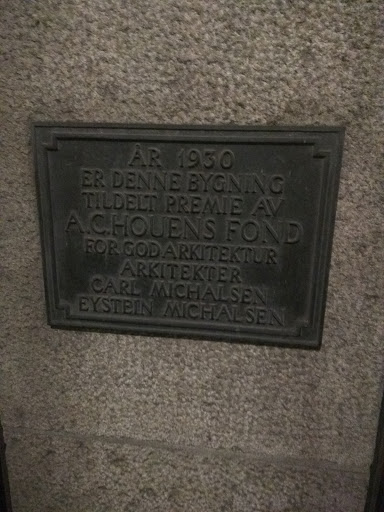 ÅR 1930
ER DENNE BYGNING
TILDELT PREMIE AV
A.C.HOUENS FOND
FOR GOD ARKITEKTUR
ARKITEKTER
CARL MICHALSEN
EYSTEIN MICHALSEN